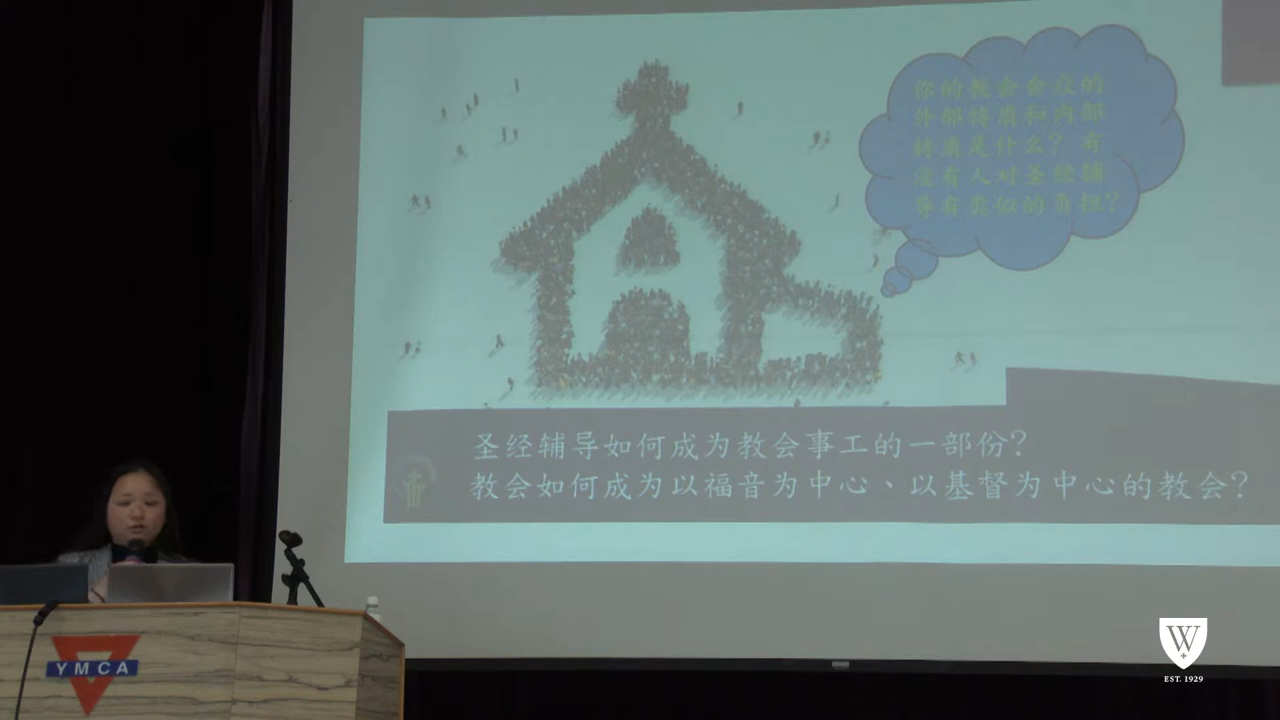 你的教会会众的
外部特质和内部
特质是什么？有
没有人对圣经辅
导有类似的负担？
圣经辅导如何成为教会事工的一部份？
教会如何成为以福音为中心、以基督为中心的教会？
YMCA
W
EST. 1929